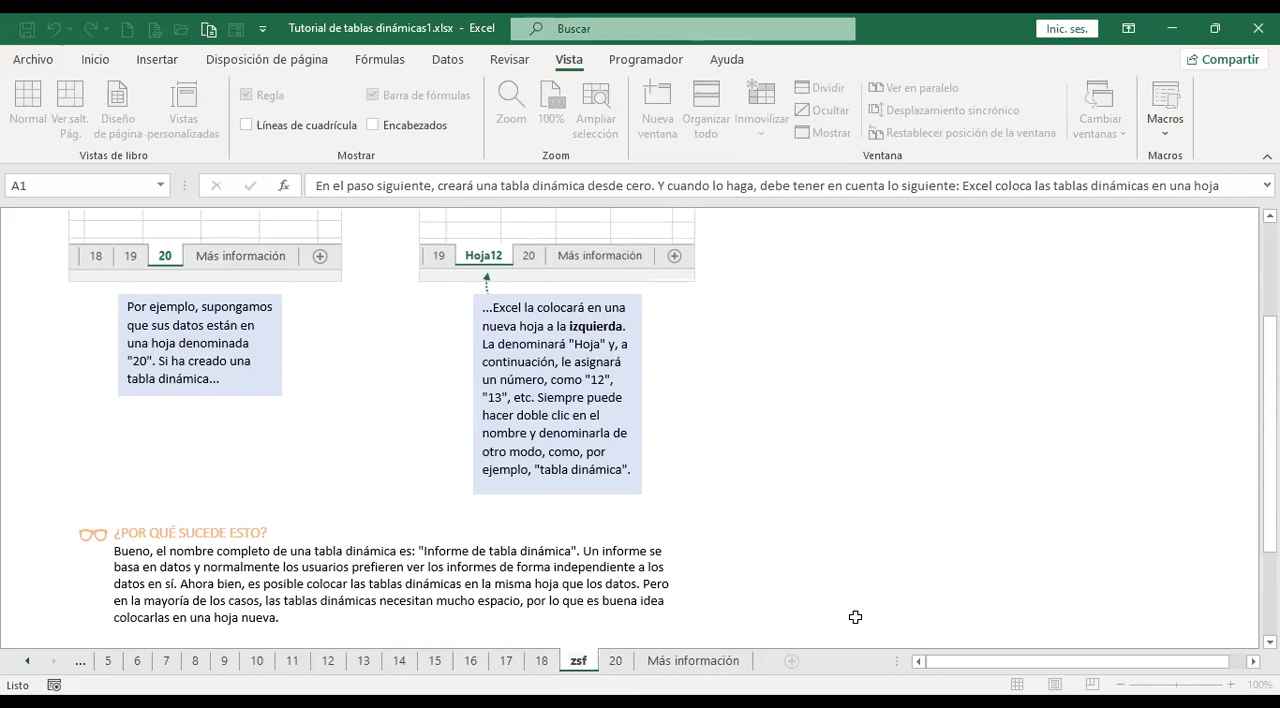 Tutorial de tablas dinámicas1.xlsx - Excel
Buscar
Inic. ses.
Archivo Inicio Insertar Disposición de página Fórmulas Datos Revisar Vista Programador Ayuda
Compartir
Normal
Ver salt. Pág.
Diseño de página
Vistas personalizadas
Vistas de libro
Regla
Barra de fórmulas
Líneas de cuadrícula
Encabezados
Mostrar
Zoom
100%
Ampliar selección
Zoom
Nueva ventana
Organizar todo
Inmovilizar
Dividir
Ocultar
Mostrar
Ver en paralelo
Desplazamiento sincrónico
Restablecer posición de la ventana
Cambiar ventanas
Ventana
Macros
Macros
A1
fx
En el paso siguiente, creará una tabla dinámica desde cero. Y cuando lo haga, debe tener en cuenta lo siguiente: Excel coloca las tablas dinámicas en una hoja
18 19 20 Más información
19 Hoja12 20 Más información
Por ejemplo, supongamos
que sus datos están en
una hoja denominada
"20". Si ha creado una
tabla dinámica...
...Excel la colocará en una
nueva hoja a la izquierda.
La denominará "Hoja" y, a
continuación, le asignará
un número, como "12",
"13", etc. Siempre puede
hacer doble clic en el
nombre y denominarla de
otro modo, como, por
ejemplo, "tabla dinámica".
¿POR QUÉ SUCEDE ESTO?
Bueno, el nombre completo de una tabla dinámica es: "Informe de tabla dinámica". Un informe se
basa en datos y normalmente los usuarios prefieren ver los informes de forma independiente a los
datos en sí. Ahora bien, es posible colocar las tablas dinámicas en la misma hoja que los datos. Pero
en la mayoría de los casos, las tablas dinámicas necesitan mucho espacio, por lo que es buena idea
colocarlas en una hoja nueva.
... 5 6 7 8 9 10 11 12 13 14 15 16 17 18 zsf 20 Más información
Listo
100%